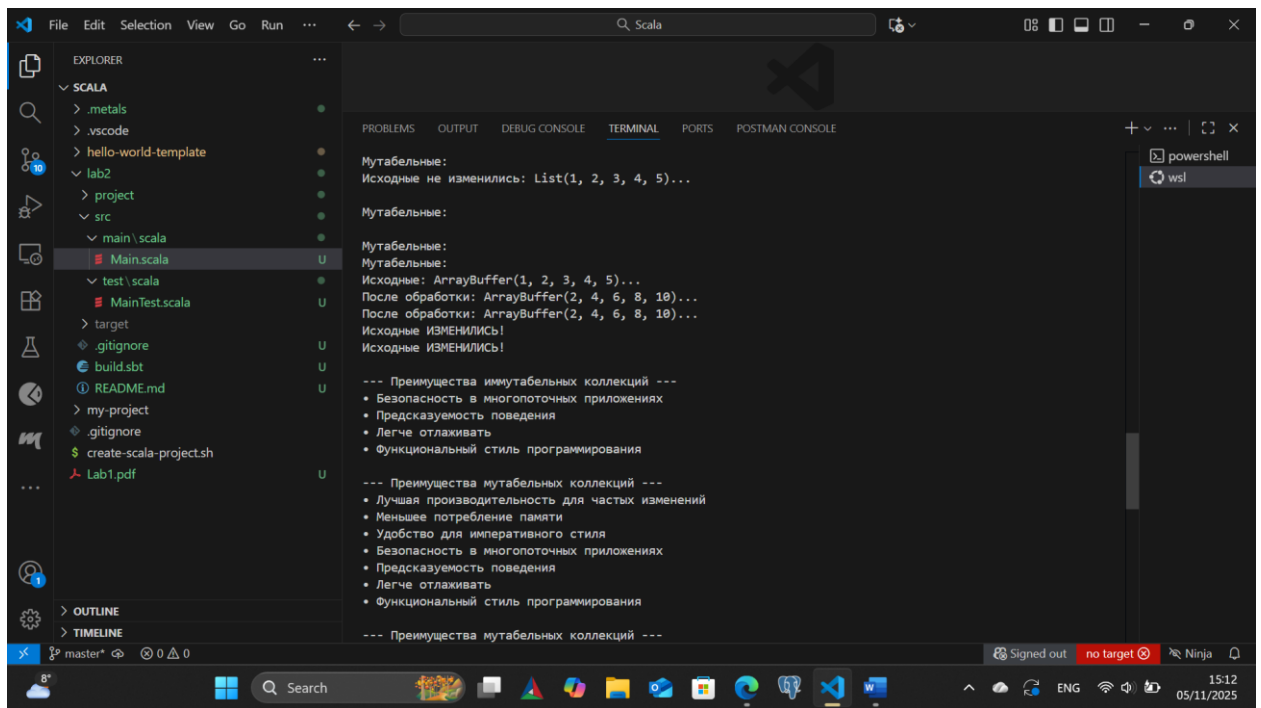 File Edit Selection View Go Run ··· Scala
EXPLORER ···
SCALA
.metals
.vscode
hello-world-template
lab2
project
src
main\scala
Main.scala U
test\scala
MainTest.scala U
target
.gitignore U
build.sbt U
README.md U
my-project
.gitignore
$ create-scala-project.sh
Lab1.pdf U
OUTLINE
TIMELINE
10
1
PROBLEMS OUTPUT DEBUG CONSOLE TERMINAL PORTS POSTMAN CONSOLE
powershell
wsl
Мутабельные:
Исходные не изменились: List(1, 2, 3, 4, 5)...
Мутабельные:
Мутабельные:
Мутабельные:
Исходные: ArrayBuffer(1, 2, 3, 4, 5)...
После обработки: ArrayBuffer(2, 4, 6, 8, 10)...
После обработки: ArrayBuffer(2, 4, 6, 8, 10)...
Исходные ИЗМЕНИЛИСЬ!
Исходные ИЗМЕНИЛИСЬ!
--- Преимущества иммутабельных коллекций ---
• Безопасность в многопоточных приложениях
• Предсказуемость поведения
• Легче отлаживать
• Функциональный стиль программирования
--- Преимущества мутабельных коллекций ---
• Лучшая производительность для частых изменений
• Меньшее потребление памяти
• Удобство для императивного стиля
• Безопасность в многопоточных приложениях
• Предсказуемость поведения
• Легче отлаживать
• Функциональный стиль программирования
--- Преимущества мутабельных коллекций ---
master* 0 0 Signed out no target Ninja
8° Search ENG 15:12
05/11/2025